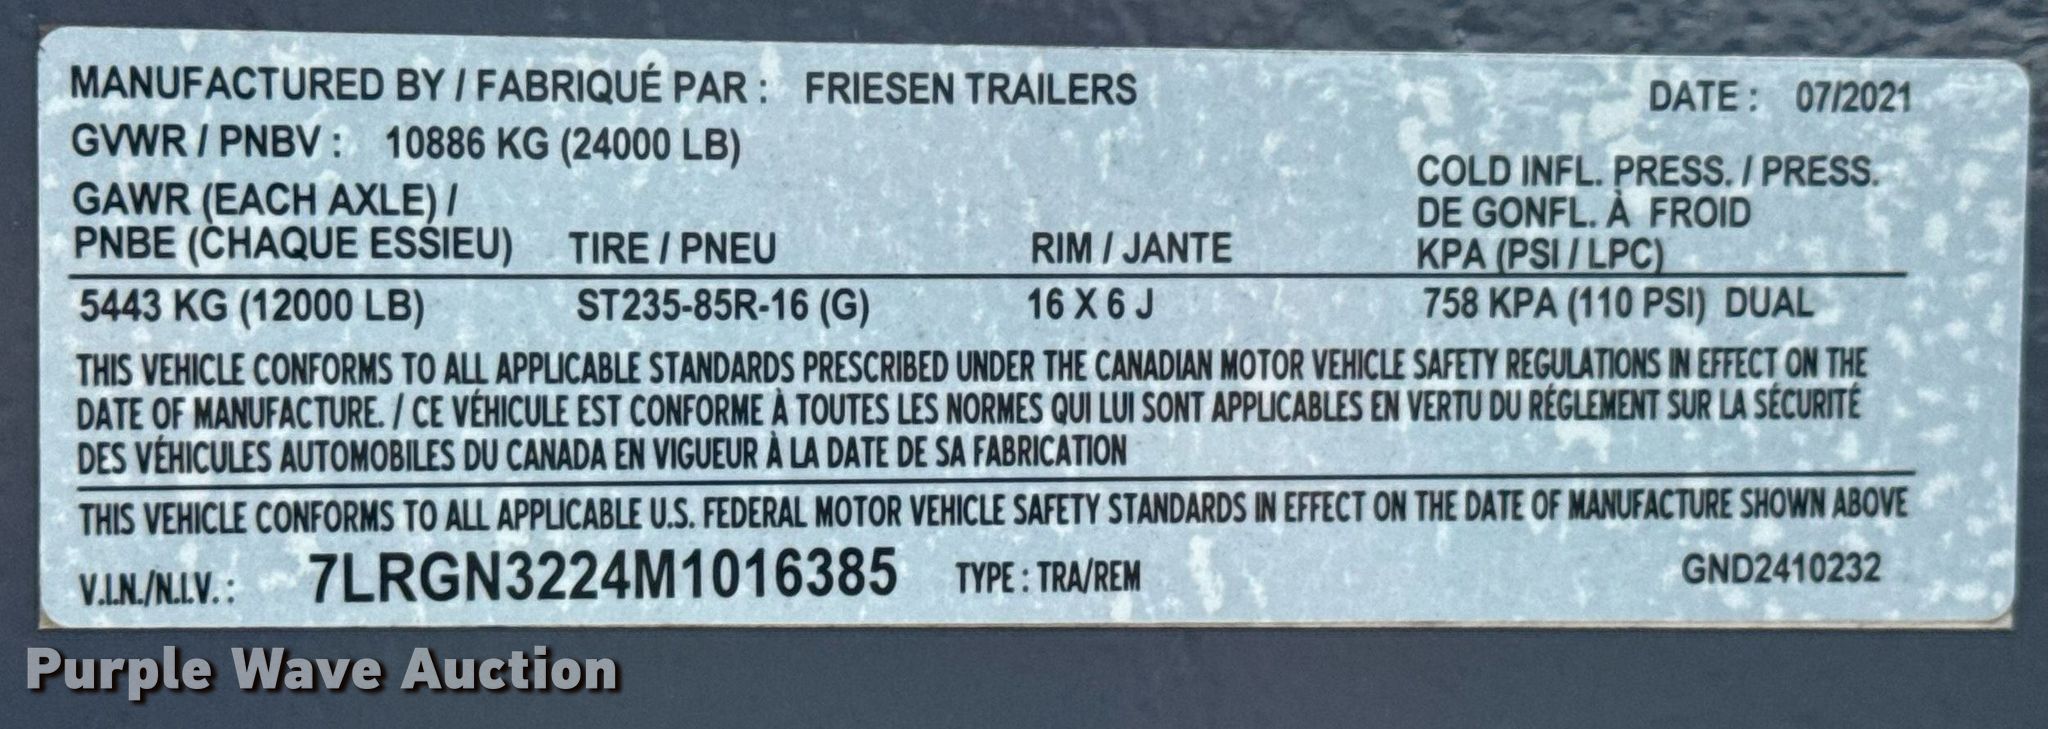 MANUFACTURED BY / FABRIQUÉ PAR : FRIESEN TRAILERS DATE : 07/2021
GVWR / PNBV : 10886 KG (24000 LB)
GAWR (EACH AXLE) /
PNBE (CHAQUE ESSIEU) TIRE / PNEU RIM / JANTE
COLD INFL. PRESS. / PRESS.
DE GONFL. À FROID
KPA (PSI / LPC)
5443 KG (12000 LB) ST235-85R-16 (G) 16 X 6 J 758 KPA (110 PSI) DUAL
THIS VEHICLE CONFORMS TO ALL APPLICABLE STANDARDS PRESCRIBED UNDER THE CANADIAN MOTOR VEHICLE SAFETY REGULATIONS IN EFFECT ON THE
DATE OF MANUFACTURE. / CE VÉHICULE EST CONFORME À TOUTES LES NORMES QUI LUI SONT APPLICABLES EN VERTU DU RÉGLEMENT SUR LA SÉCURITÉ
DES VÉHICULES AUTOMOBILES DU CANADA EN VIGUEUR À LA DATE DE SA FABRICATION
THIS VEHICLE CONFORMS TO ALL APPLICABLE U.S. FEDERAL MOTOR VEHICLE SAFETY STANDARDS IN EFFECT ON THE DATE OF MANUFACTURE SHOWN ABOVE
V.I.N./N.I.V. : 7LRGN3224M1016385 TYPE : TRA/REM GND2410232
Purple Wave Auction